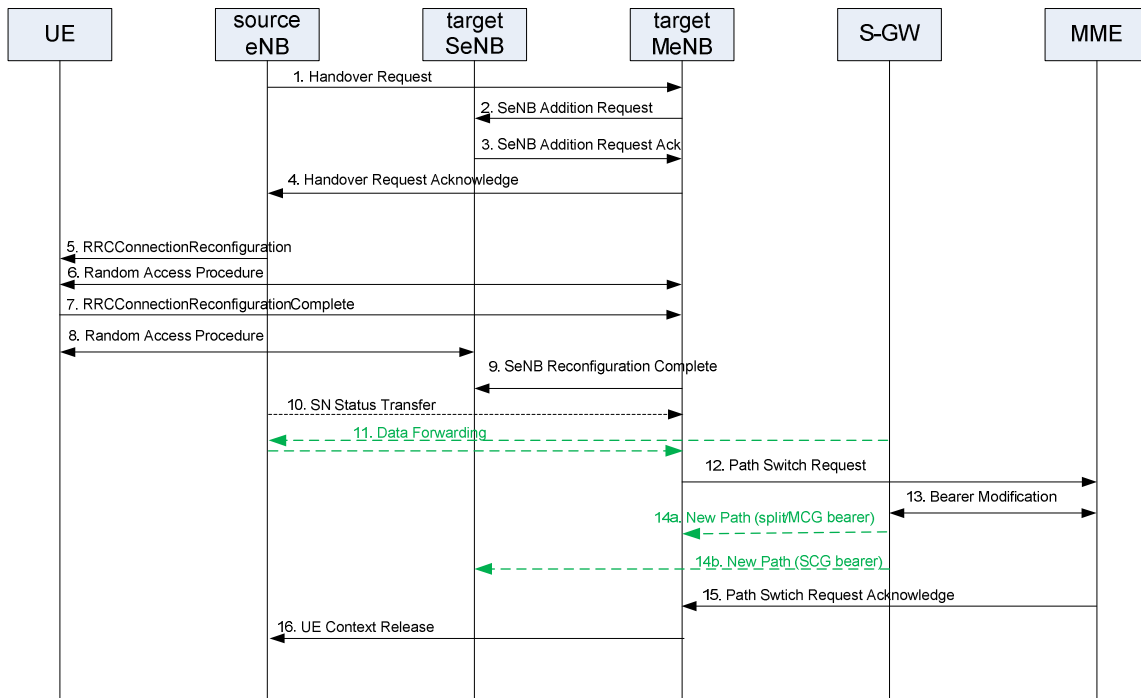 UE
source
eNB
target
SeNB
target
MeNB
S-GW
MME
1. Handover Request
2. SeNB Addition Request
3. SeNB Addition Request Ack
4. Handover Request Acknowledge
5. RRCConnectionReconfiguration
6. Random Access Procedure
7. RRCConnectionReconfigurationComplete
8. Random Access Procedure
9. SeNB Reconfiguration Complete
10. SN Status Transfer
11. Data Forwarding
12. Path Switch Request
13. Bearer Modification
14a. New Path (split/MCG bearer)
14b. New Path (SCG bearer)
15. Path Swtich Request Acknowledge
16. UE Context Release